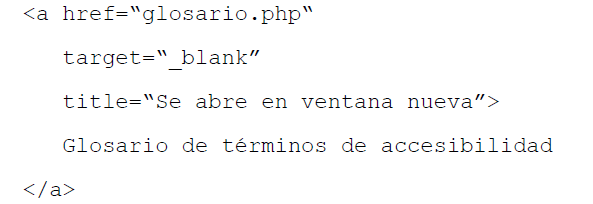 <a href=“glosario.php“
target=“_blank”
title=“Se abre en ventana nueva”>
Glosario de términos de accesibilidad
</a>